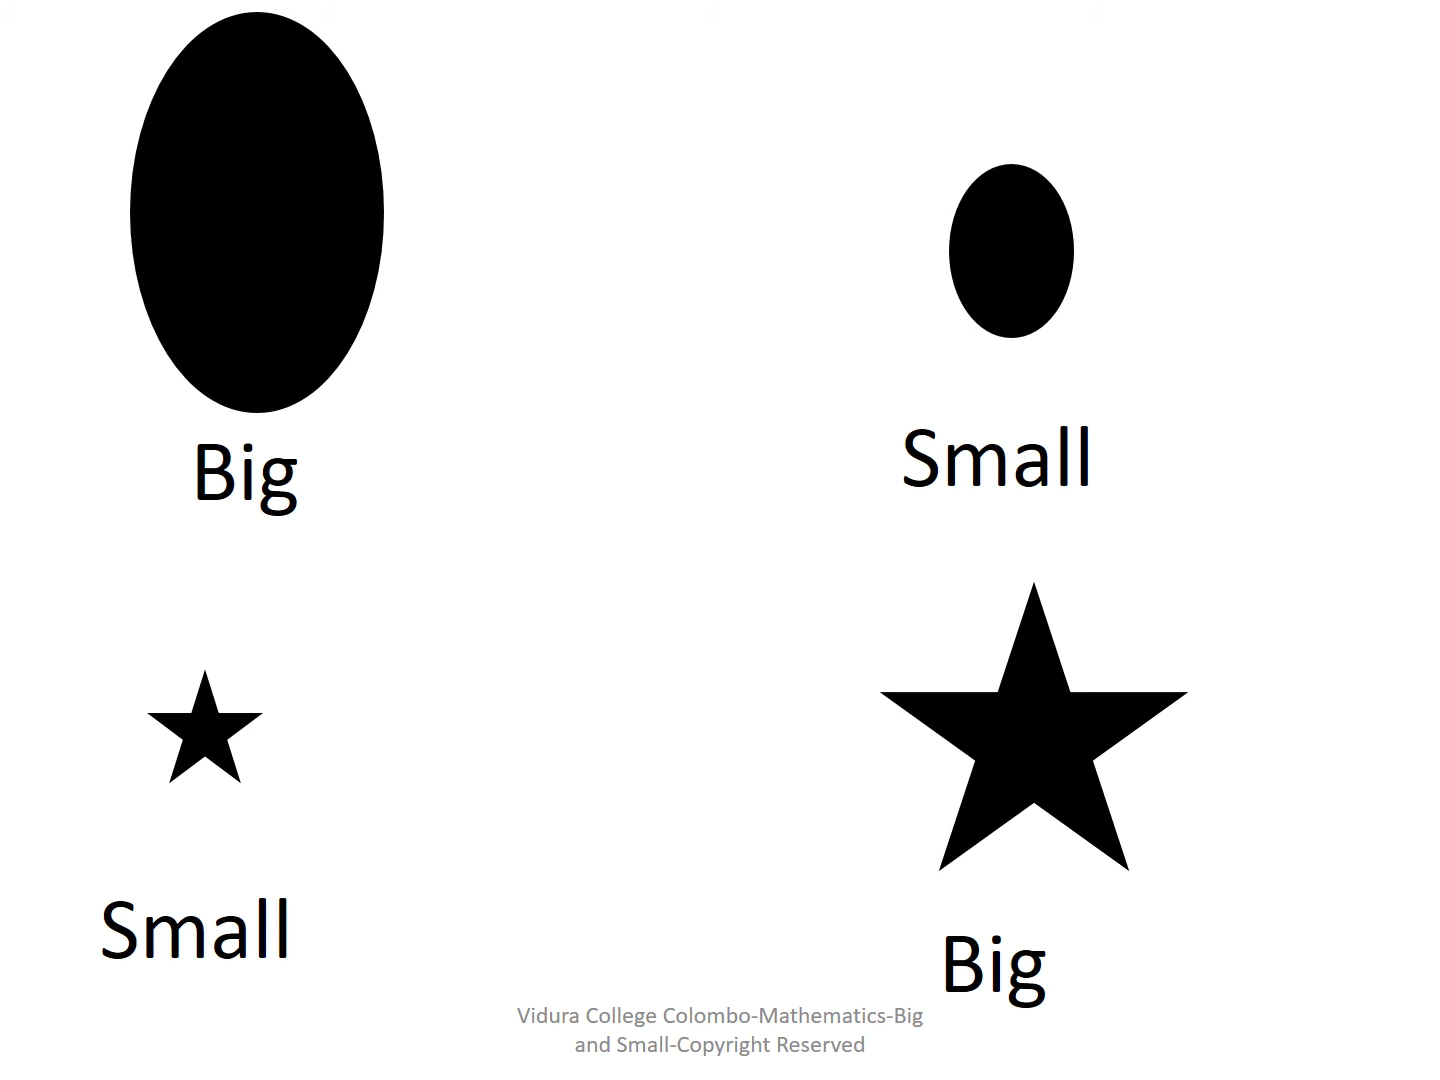 Big
Small
Small
Big
Vidura College Colombo-Mathematics-Big
and Small-Copyright Reserved